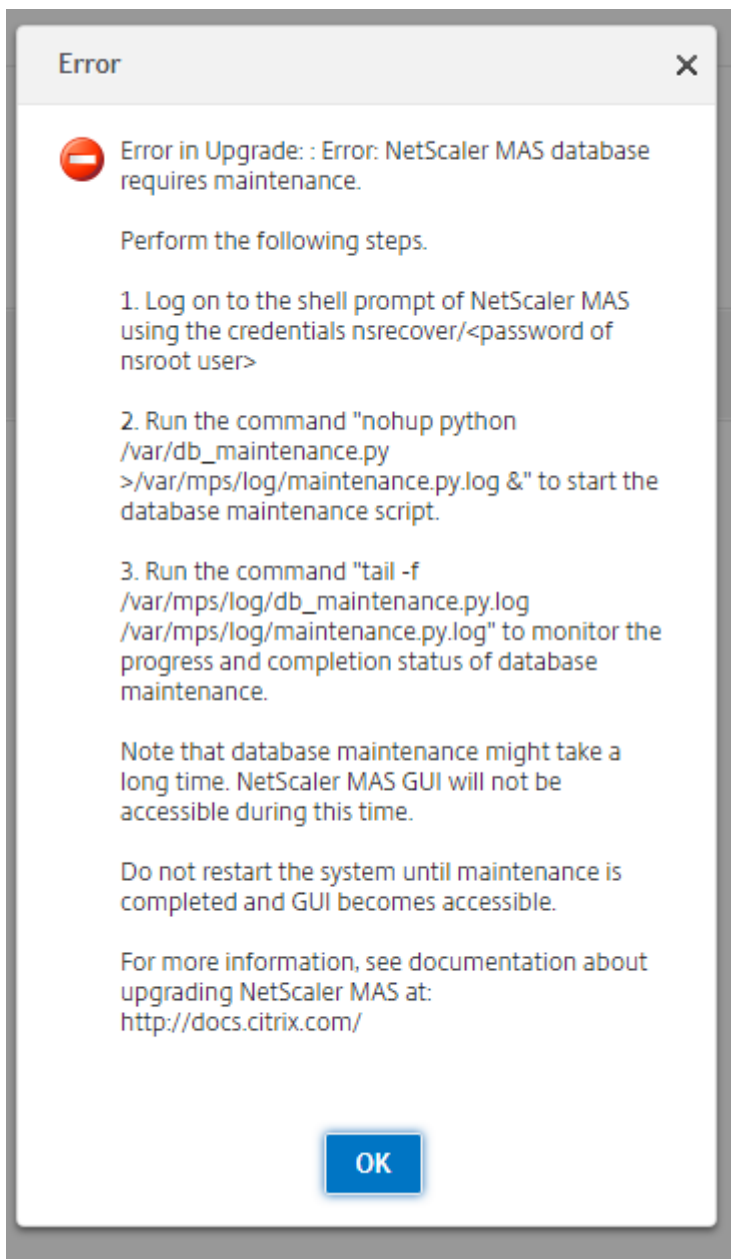 Error
Error in Upgrade: : Error: NetScaler MAS database
requires maintenance.
Perform the following steps.
1. Log on to the shell prompt of NetScaler MAS
using the credentials nsrecover/<password of
nsroot user>
2. Run the command "nohup python
/var/db_maintenance.py
>/var/mps/log/maintenance.py.log &" to start the
database maintenance script.
3. Run the command "tail -f
/var/mps/log/db_maintenance.py.log
/var/mps/log/maintenance.py.log" to monitor the
progress and completion status of database
maintenance.
Note that database maintenance might take a
long time. NetScaler MAS GUI will not be
accessible during this time.
Do not restart the system until maintenance is
completed and GUI becomes accessible.
For more information, see documentation about
upgrading NetScaler MAS at:
http://docs.citrix.com/
OK